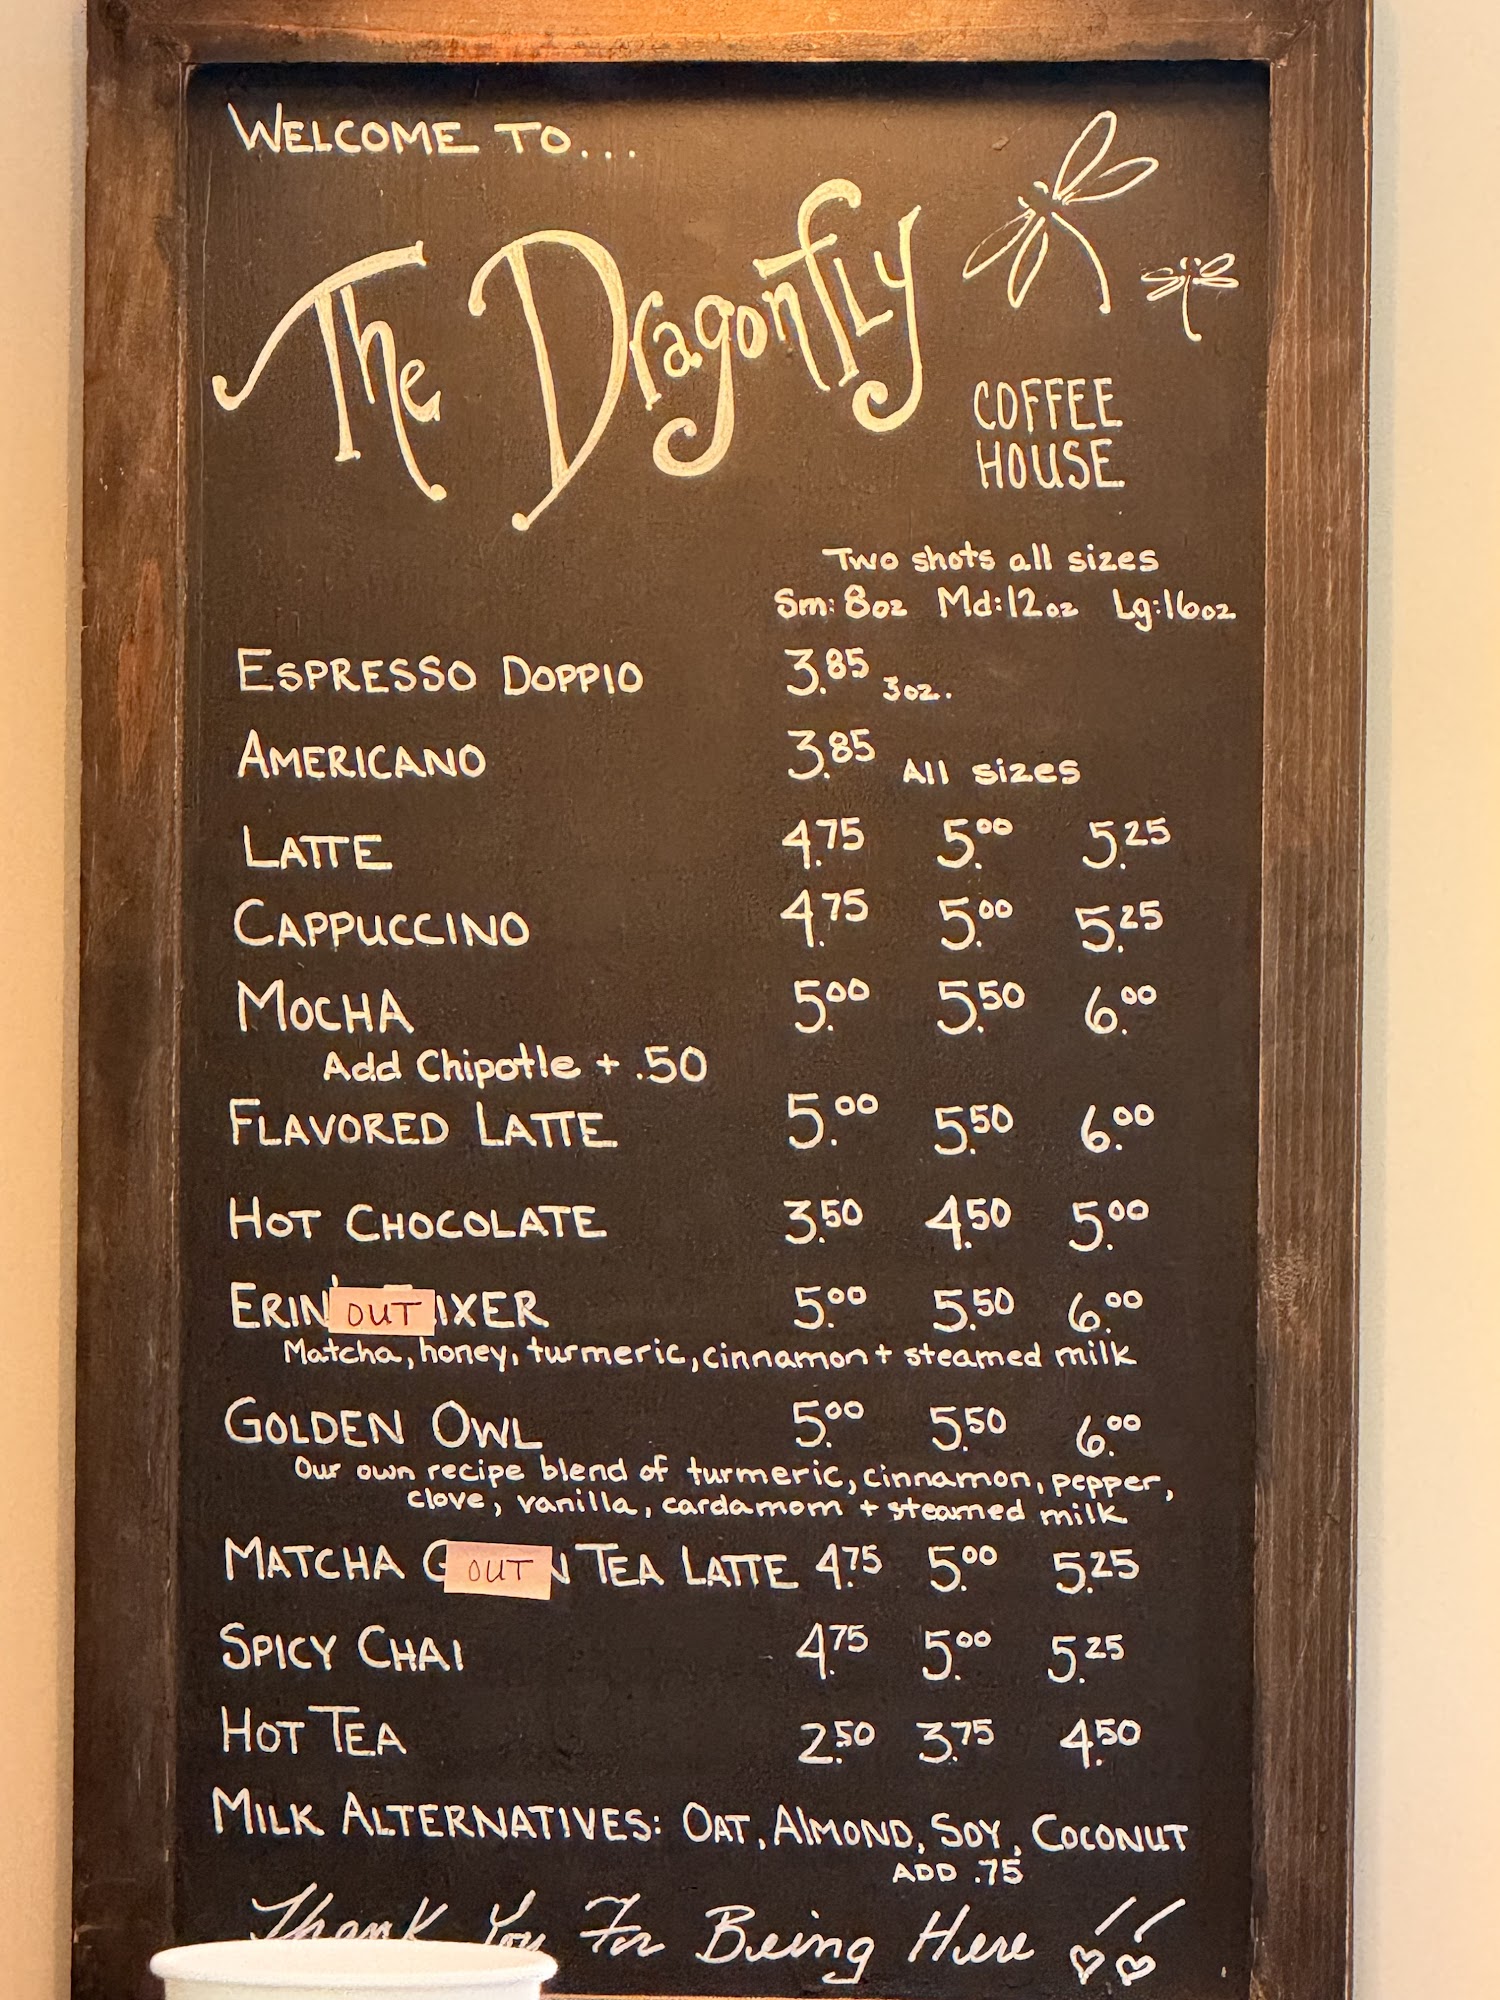 WELCOME TO...
The Dragonfly
COFFEE
HOUSE
Two shots all sizes
Sm: 8oz Md: 12oz Lg: 16oz
ESPRESSO DOPPIO 3.85 3oz.
AMERICANO 3.85 All sizes
LATTE 4.75 5.00 5.25
CAPPUCCINO 4.75 5.00 5.25
MOCHA 5.00 5.50 6.00
Add Chipotle + .50
FLAVORED LATTE 5.00 5.50 6.00
HOT CHOCOLATE 3.50 4.50 5.00
ERIN' OUT IXER 5.00 5.50 6.00
Matcha, honey, turmeric, cinnamon + steamed milk
GOLDEN OWL 5.00 5.50 6.00
Our own recipe blend of turmeric, cinnamon, pepper,
clove, vanilla, cardamom + steamed milk
MATCHA G OUT N TEA LATTE 4.75 5.00 5.25
SPICY CHAI 4.75 5.00 5.25
HOT TEA 2.50 3.75 4.50
MILK ALTERNATIVES: OAT, AlMOND, SOY, COCONUT
ADD .75
Thank You For Being Here